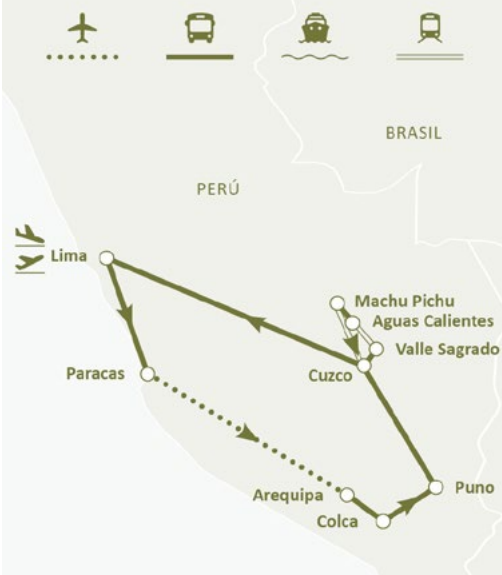 BRASIL
PERÚ
Lima
Machu Pichu
Aguas Calientes
Valle Sagrado
Paracas
Cuzco
Arequipa
Puno
Colca